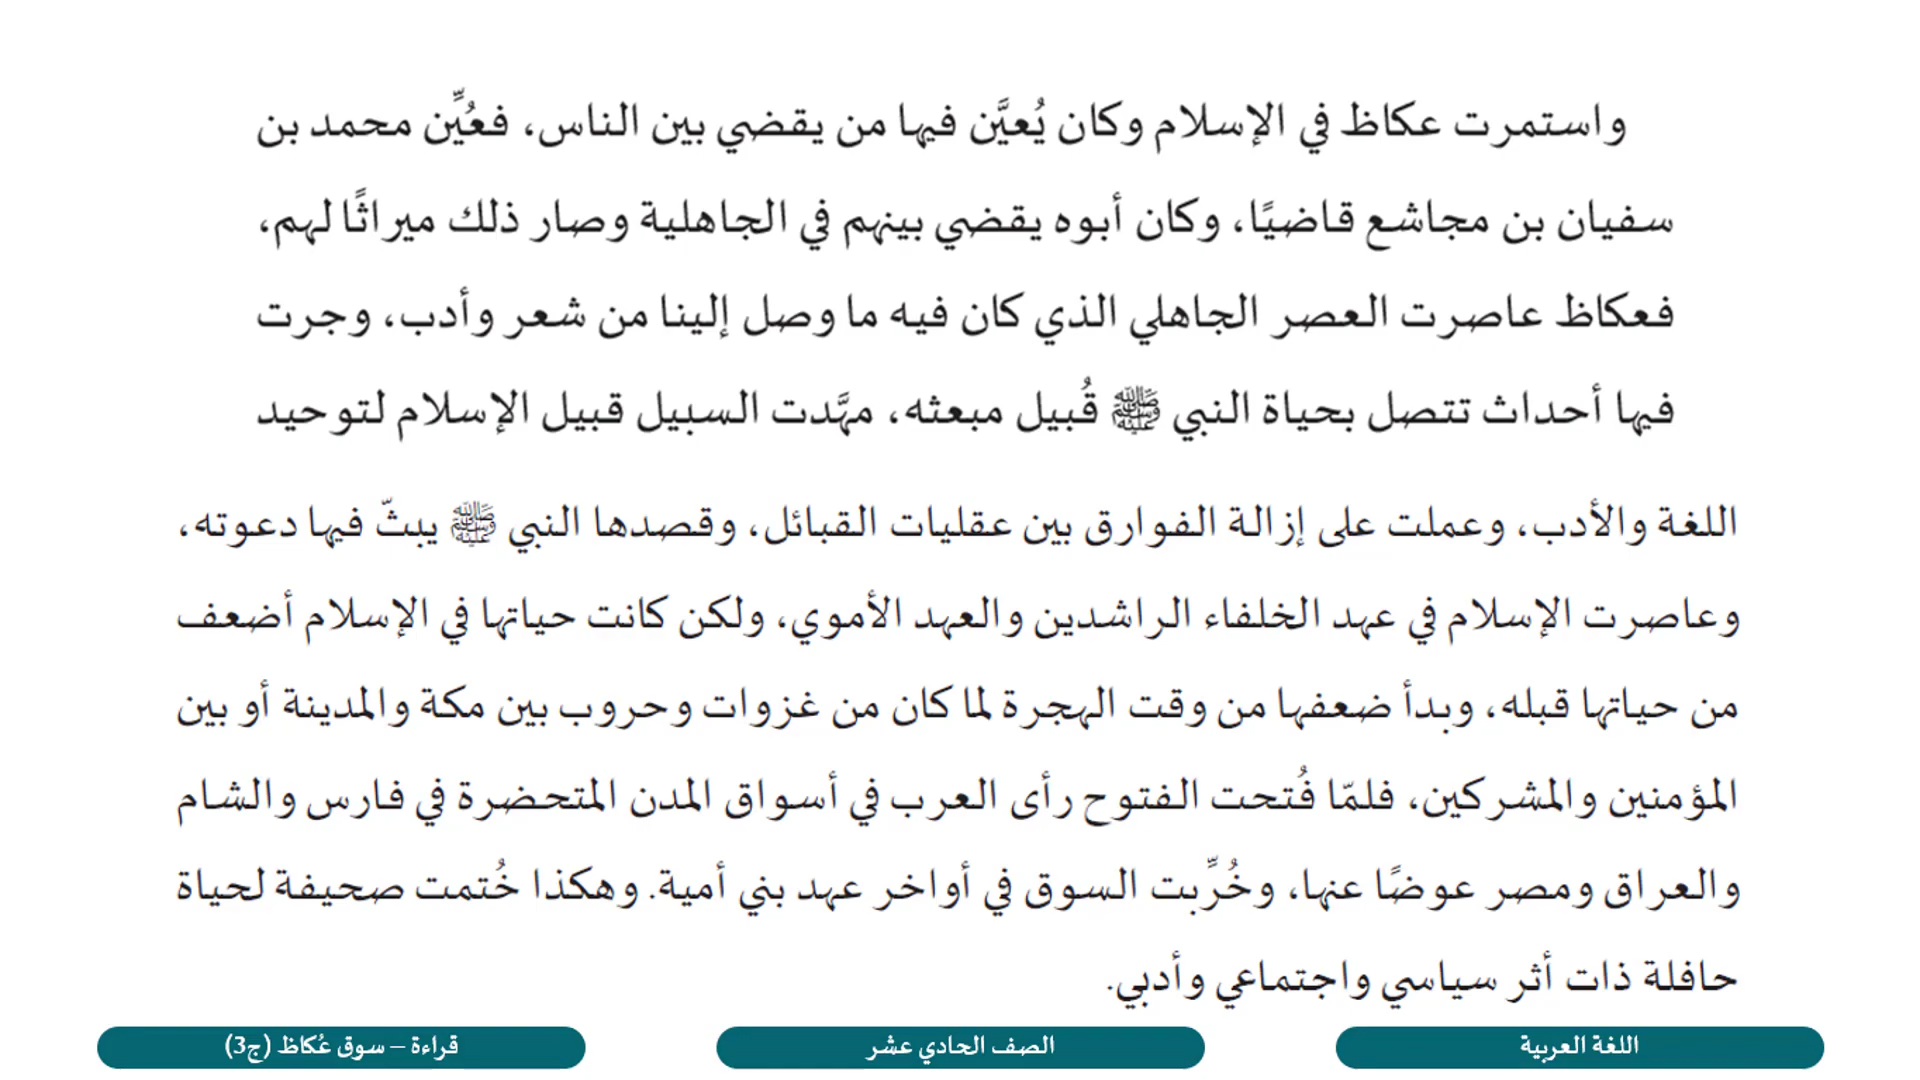 واستمرت عكاظ في الإسلام وكان يُعيَّن فيها من يقضي بين الناس، فعُيِّن محمد بن
سفيان بن مجاشع قاضيًا، وكان أبوه يقضي بينهم في الجاهلية وصار ذلك ميراثًا لهم،
فعكاظ عاصرت العصر الجاهلي الذي كان فيه ما وصل إلينا من شعر وأدب، وجرت
فيها أحداث تتصل بحياة النبي ﷺ قُبيل مبعثه، مهَّدت السبيل قبيل الإسلام لتوحيد
اللغة والأدب، وعملت على إزالة الفوارق بين عقليات القبائل، وقصدها النبي ﷺ يبثّ فيها دعوته،
وعاصرت الإسلام في عهد الخلفاء الراشدين والعهد الأموي، ولكن كانت حياتها في الإسلام أضعف
من حياتها قبله، وبدأ ضعفها من وقت الهجرة لما كان من غزوات وحروب بين مكة والمدينة أو بين
المؤمنين والمشركين، فلمّا فُتحت الفتوح رأى العرب في أسواق المدن المتحضرة في فارس والشام
والعراق ومصر عوضًا عنها، وخُرِّبت السوق في أواخر عهد بني أمية. وهكذا خُتمت صحيفة لحياة
حافلة ذات أثر سياسي واجتماعي وأدبي.
اللغة العربية
الصف الحادي عشر
قراءة – سوق عُكاظ (ج3)